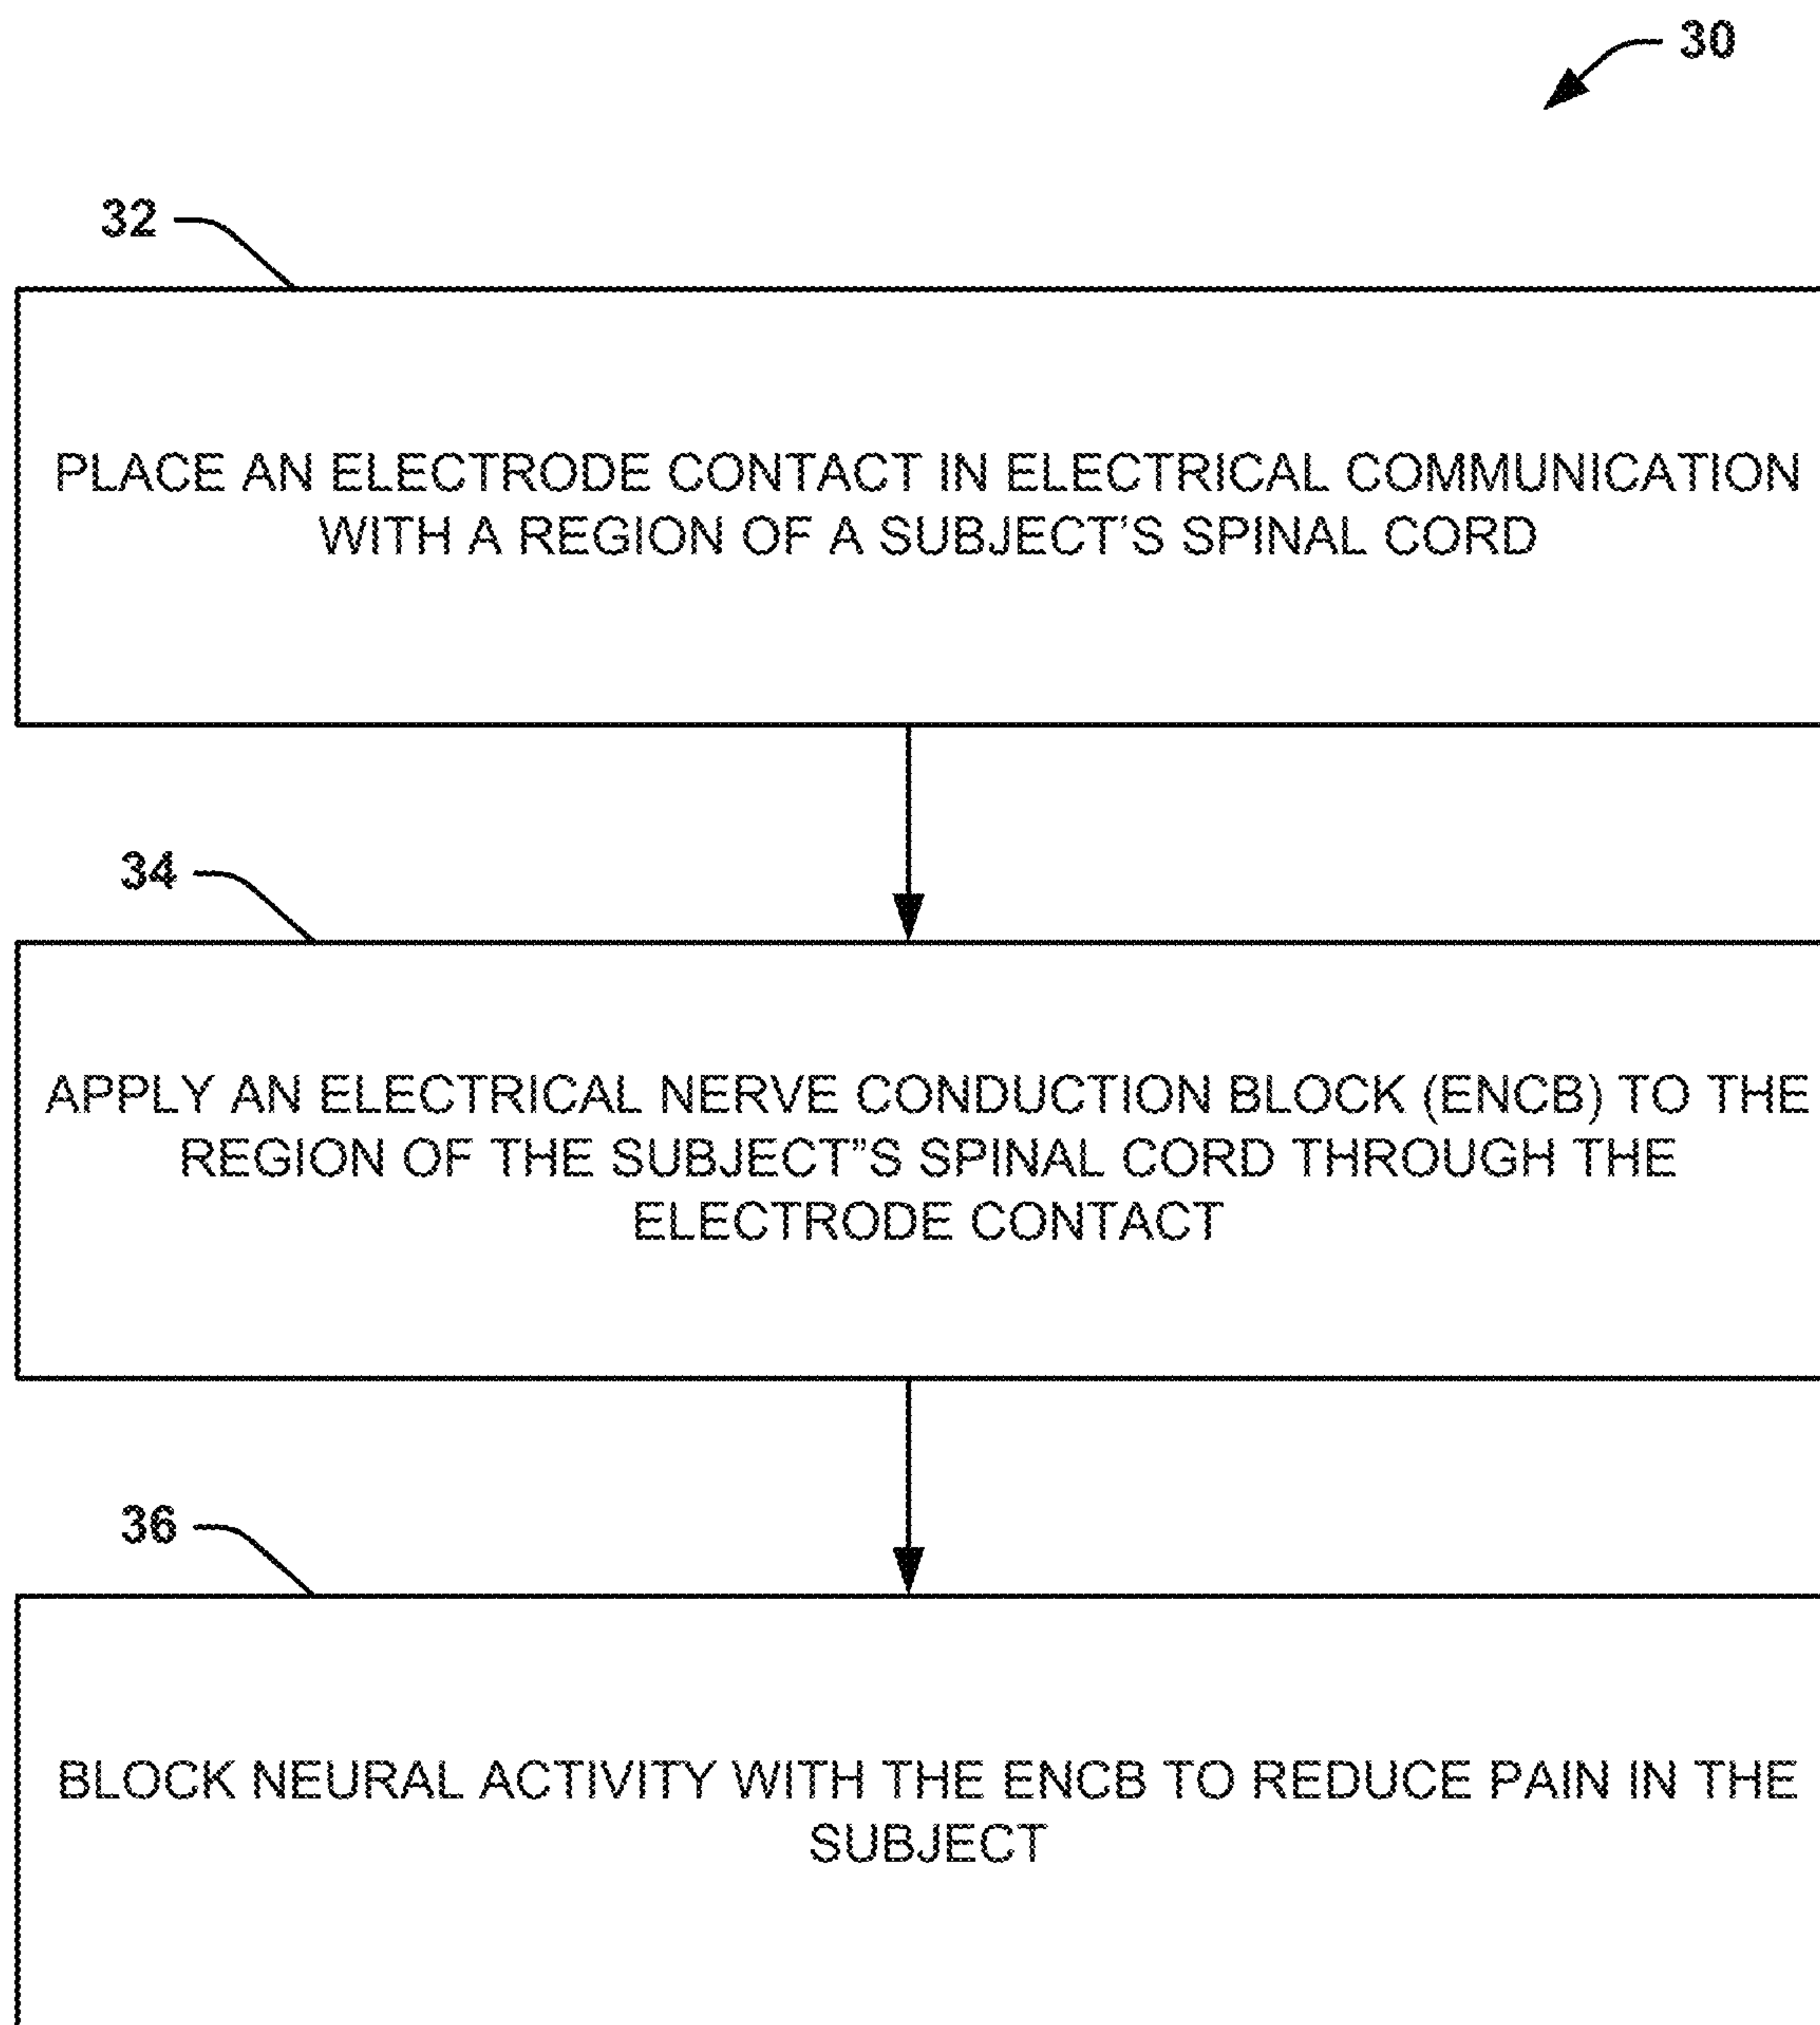 30
32
PLACE AN ELECTRODE CONTACT IN ELECTRICAL COMMUNICATION
WITH A REGION OF A SUBJECT'S SPINAL CORD
34
APPLY AN ELECTRICAL NERVE CONDUCTION BLOCK (ENCB) TO THE
REGION OF THE SUBJECT"S SPINAL CORD THROUGH THE
ELECTRODE CONTACT
36
BLOCK NEURAL ACTIVITY WITH THE ENCB TO REDUCE PAIN IN THE
SUBJECT